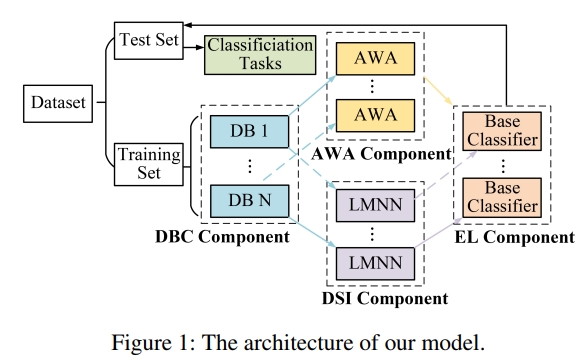 Dataset
Test Set
Classificiation
Tasks
Training
Set
DB 1
DB N
DBC Component
AWA
AWA
AWA Component
LMNN
LMNN
DSI Component
Base
Classifier
Base
Classifier
EL Component
Figure 1: The architecture of our model.